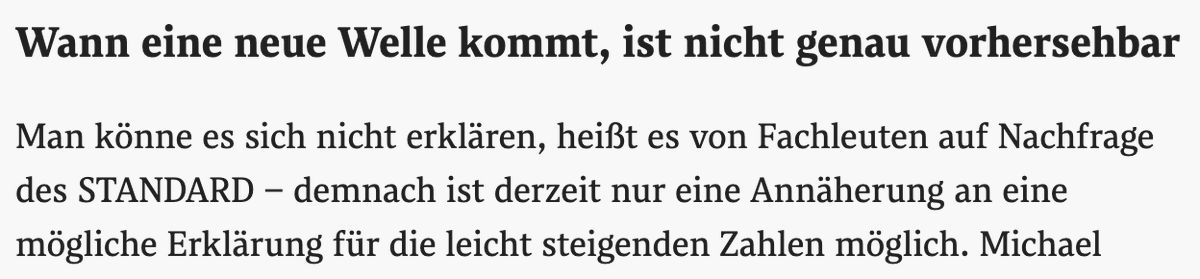 Wann eine neue Welle kommt, ist nicht genau vorhersehbar
Man könne es sich nicht erklären, heißt es von Fachleuten auf Nachfrage
des STANDARD – demnach ist derzeit nur eine Annäherung an eine
mögliche Erklärung für die leicht steigenden Zahlen möglich. Michael